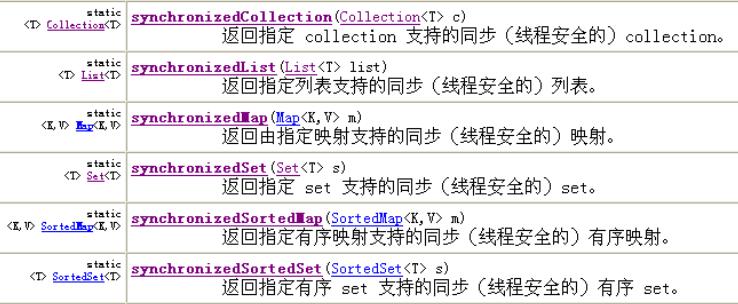 static
<T> Collection<T>
synchronizedCollection(Collection<T> c)
返回指定 collection 支持的同步（线程安全的）collection。
static
<T> List<T>
synchronizedList(List<T> list)
返回指定列表支持的同步（线程安全的）列表。
static
<K,V> Map<K,V>
synchronizedMap(Map<K,V> m)
返回由指定映射支持的同步（线程安全的）映射。
static
<T> Set<T>
synchronizedSet(Set<T> s)
返回指定 set 支持的同步（线程安全的）set。
static
<K,V> SortedMap<K,V>
synchronizedSortedMap(SortedMap<K,V> m)
返回指定有序映射支持的同步（线程安全的）有序映射。
static
<T> SortedSet<T>
synchronizedSortedSet(SortedSet<T> s)
返回指定有序 set 支持的同步（线程安全的）有序 set。